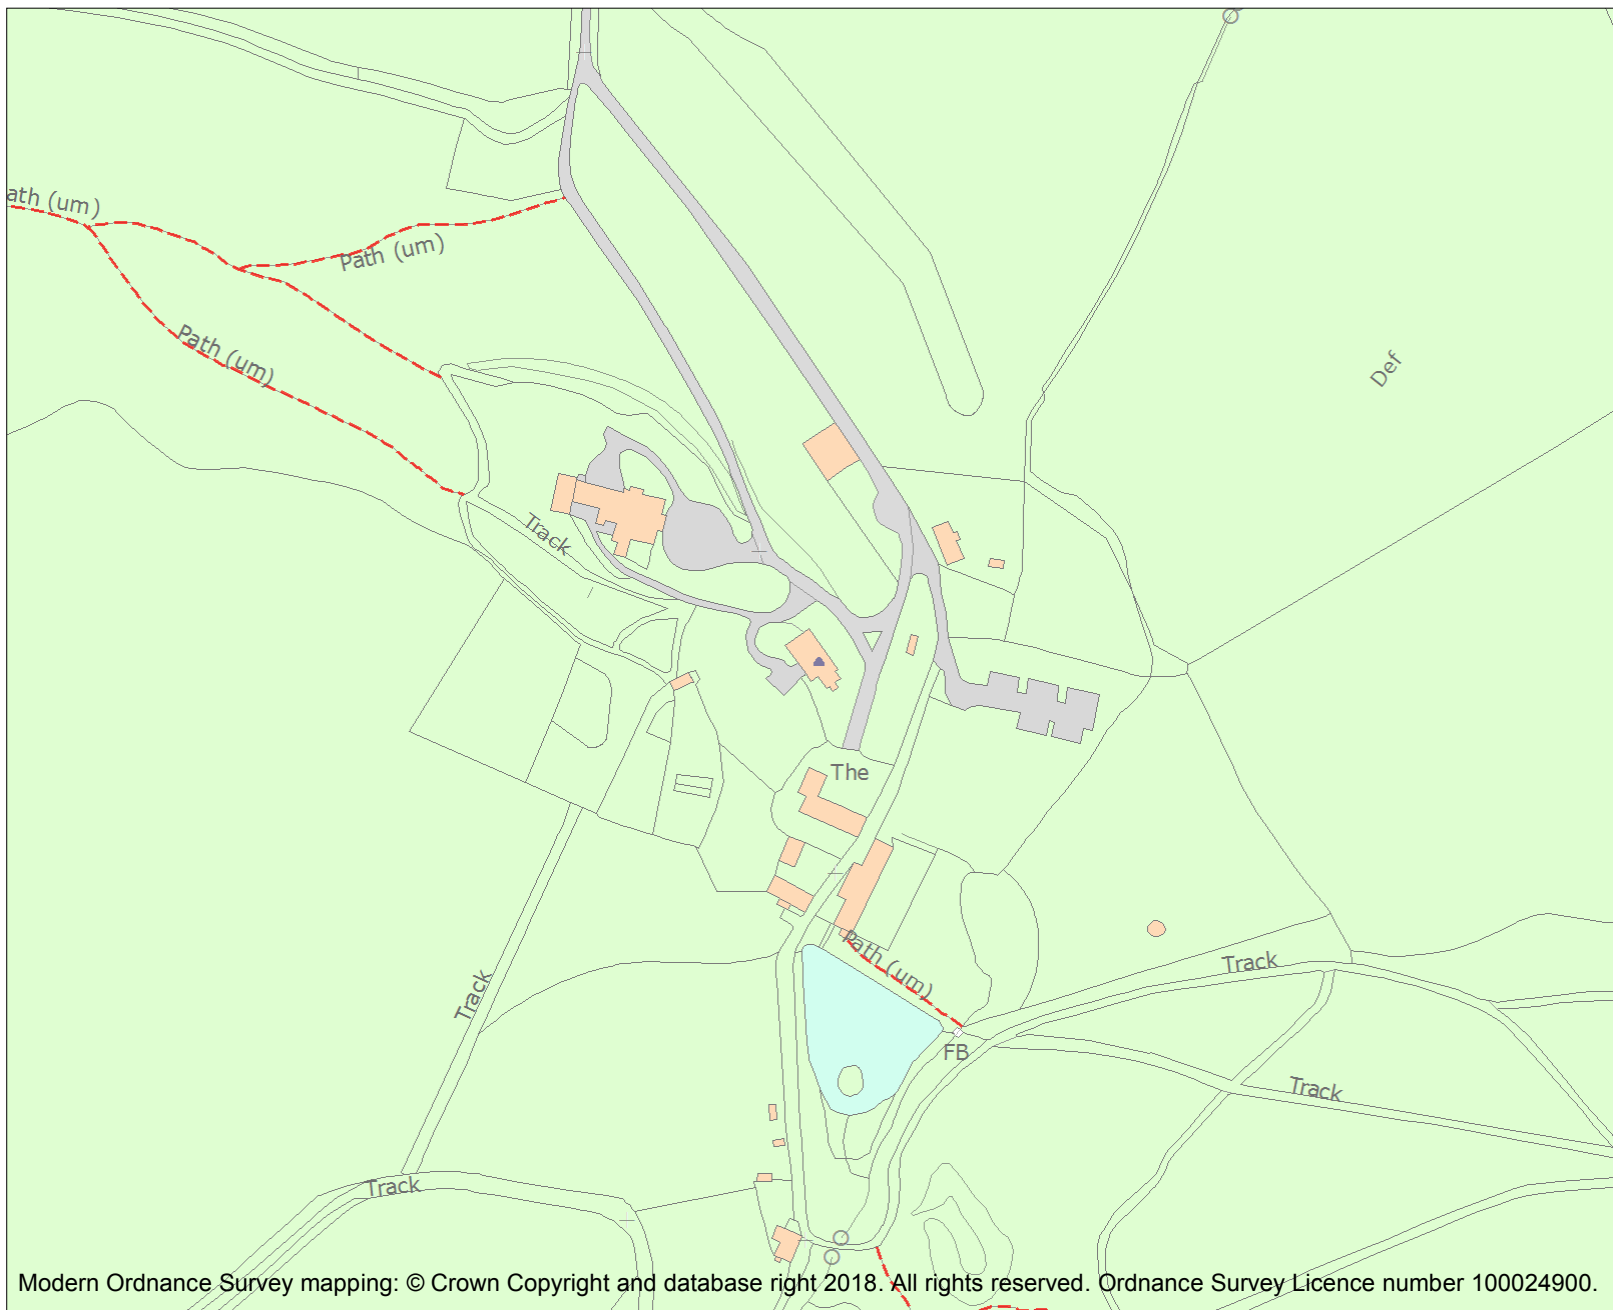 ath (um)
Path (um)
Path (um)
Def
Track
The
Path (um)
Track
Track
FB
Track
Track
Modern Ordnance Survey mapping: © Crown Copyright and database right 2018. All rights reserved. Ordnance Survey Licence number 100024900.